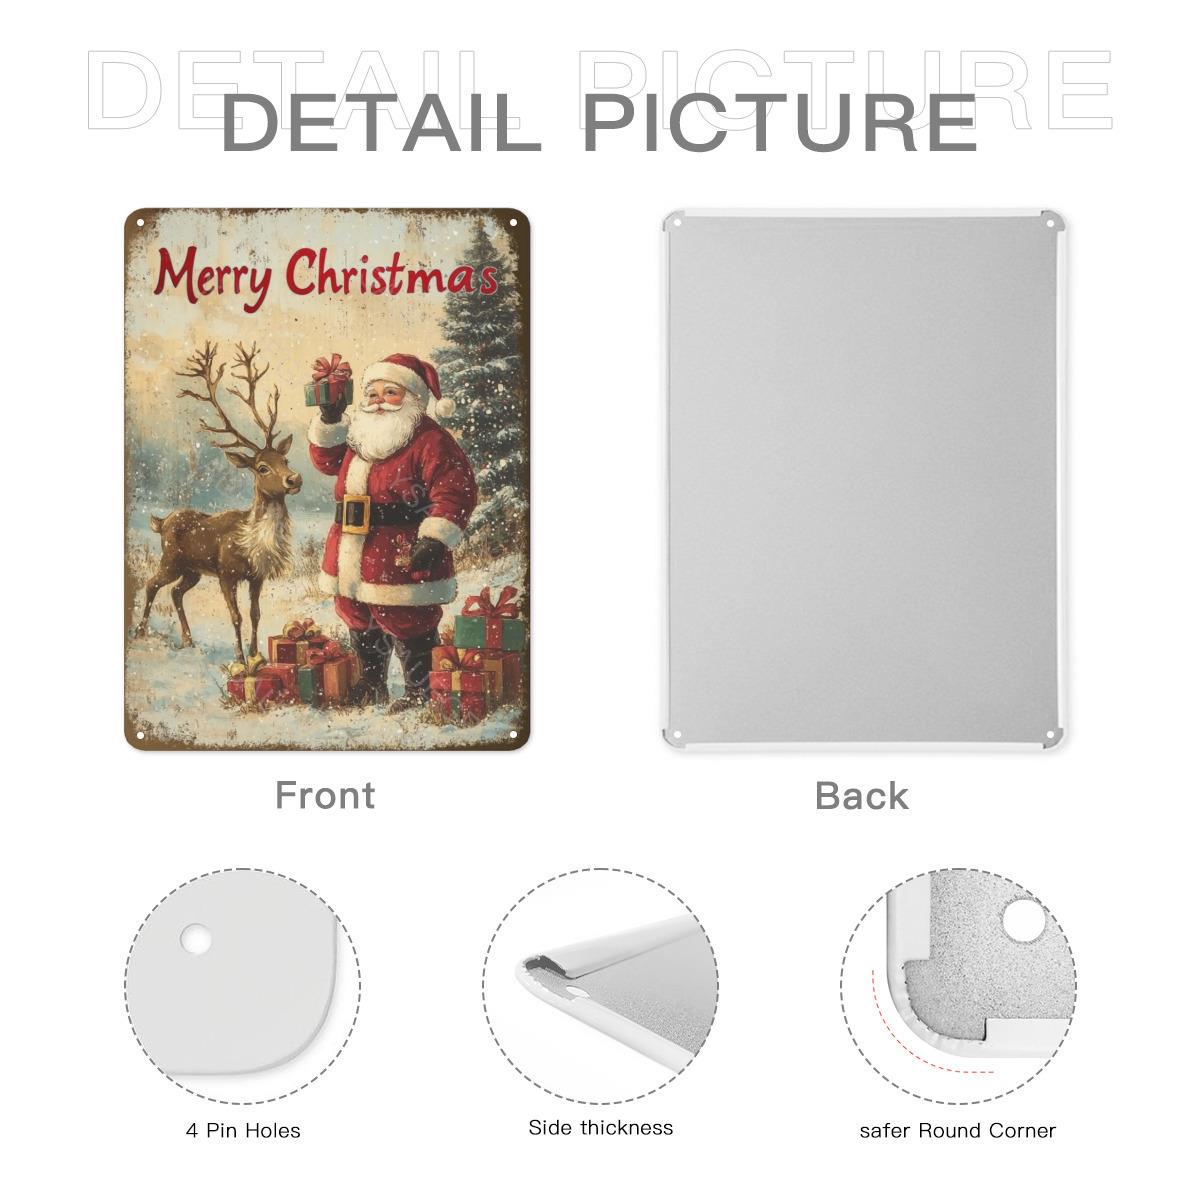 DETAIL PICTURE
DETAIL PICTURE
Merry Christmas
Front
Back
4 Pin Holes
Side thickness
safer Round Corner